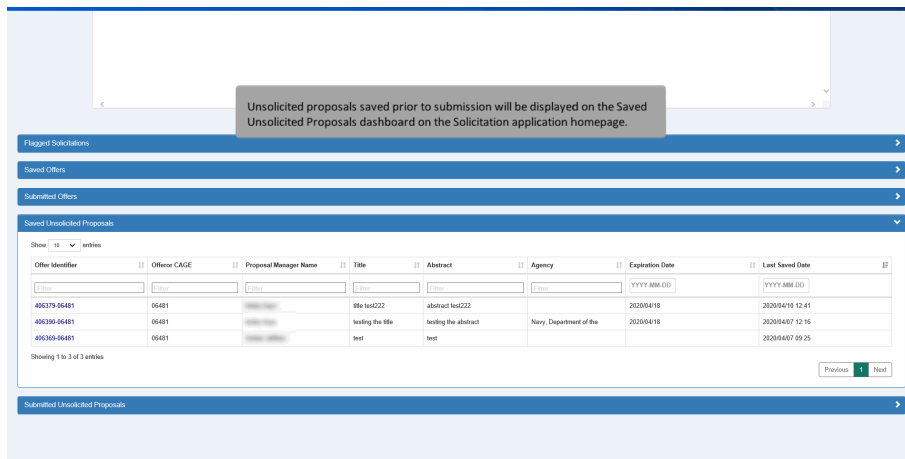 Unsolicited proposals saved prior to submission will be displayed on the Saved
Unsolicited Proposals dashboard on the Solicitation application homepage.
Flagged Solicitations
Saved Offers
Submitted Offers
Saved Unsolicited Proposals
Show 10 entries
Offer Identifier Offeror CAGE Proposal Manager Name Title Abstract Agency Expiration Date Last Saved Date
Filter Filter Filter Filter Filter Filter YYYY-MM-DD YYYY-MM-DD
406379-06481 06481 title test222 abstract test222 2020/04/18 2020/04/10 12:41
406390-06481 06481 testing the title testing the abstract Navy, Department of the 2020/04/18 2020/04/07 12:16
406369-06481 06481 test test 2020/04/07 09:25
Showing 1 to 3 of 3 entries
Previous 1 Next
Submitted Unsolicited Proposals